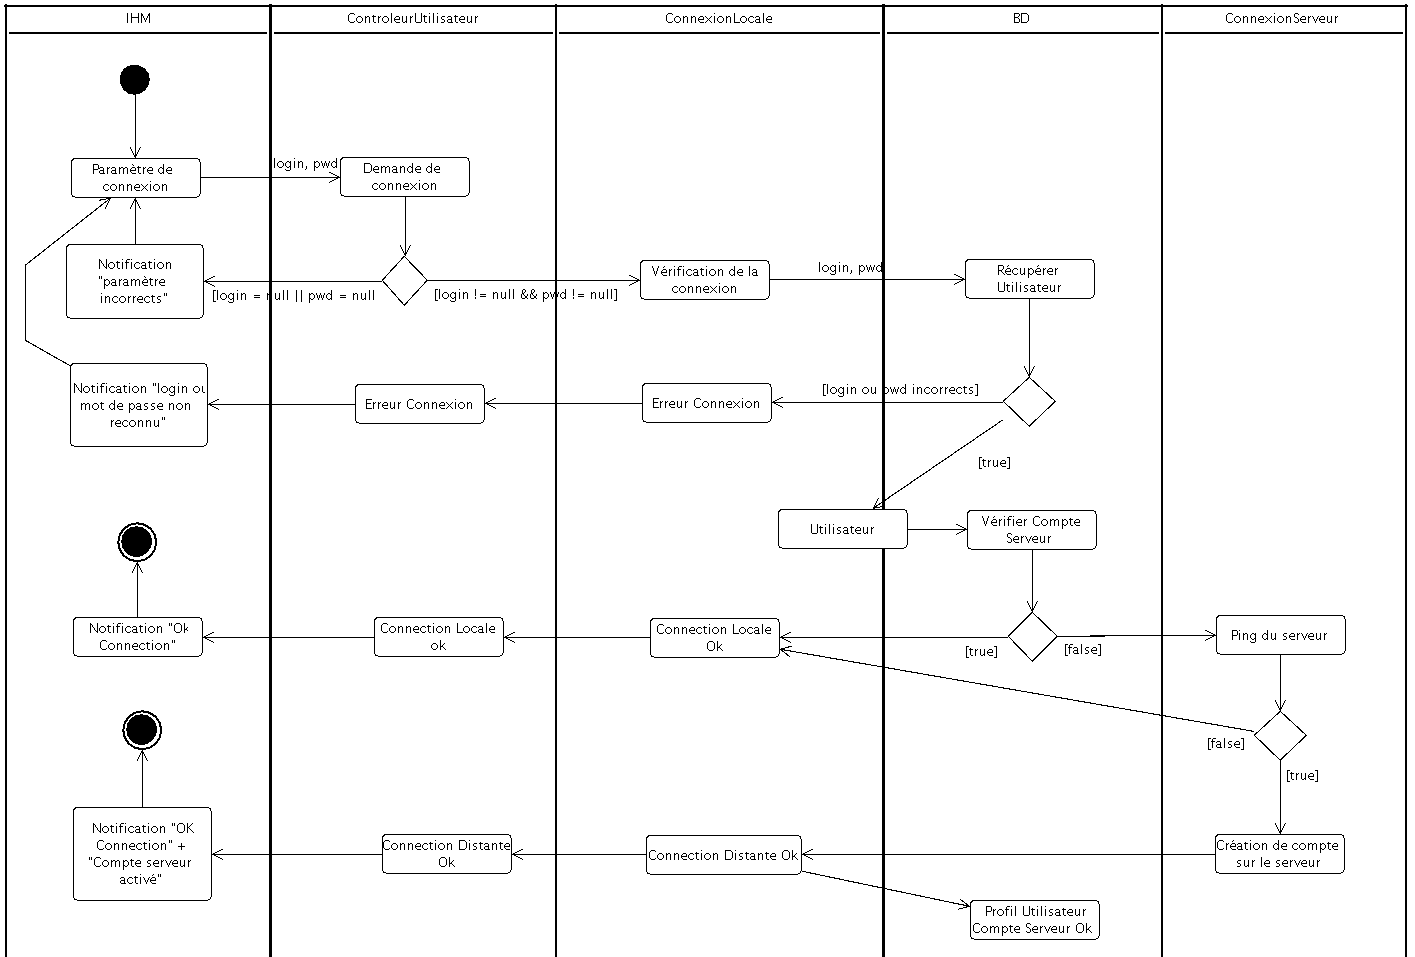 IHM
ControleurUtilisateur
ConnexionLocale
BD
ConnexionServeur
Paramètre de
connexion
login, pwd
Demande de
connexion
Notification
"paramètre
incorrects"
[login = null || pwd = null
[login != null && pwd != null]
Vérification de la
connexion
login, pwd
Récupérer
Utilisateur
Notification "login ou
mot de passe non
reconnu"
Erreur Connexion
Erreur Connexion
[login ou pwd incorrects]
[true]
Utilisateur
Vérifier Compte
Serveur
Notification "Ok
Connection"
Connection Locale
ok
Connection Locale
Ok
[true]
[false]
Ping du serveur
[false]
[true]
Notification "OK
Connection" +
"Compte serveur
activé"
Connection Distante
Ok
Connection Distante Ok
Création de compte
sur le serveur
Profil Utilisateur
Compte Serveur Ok